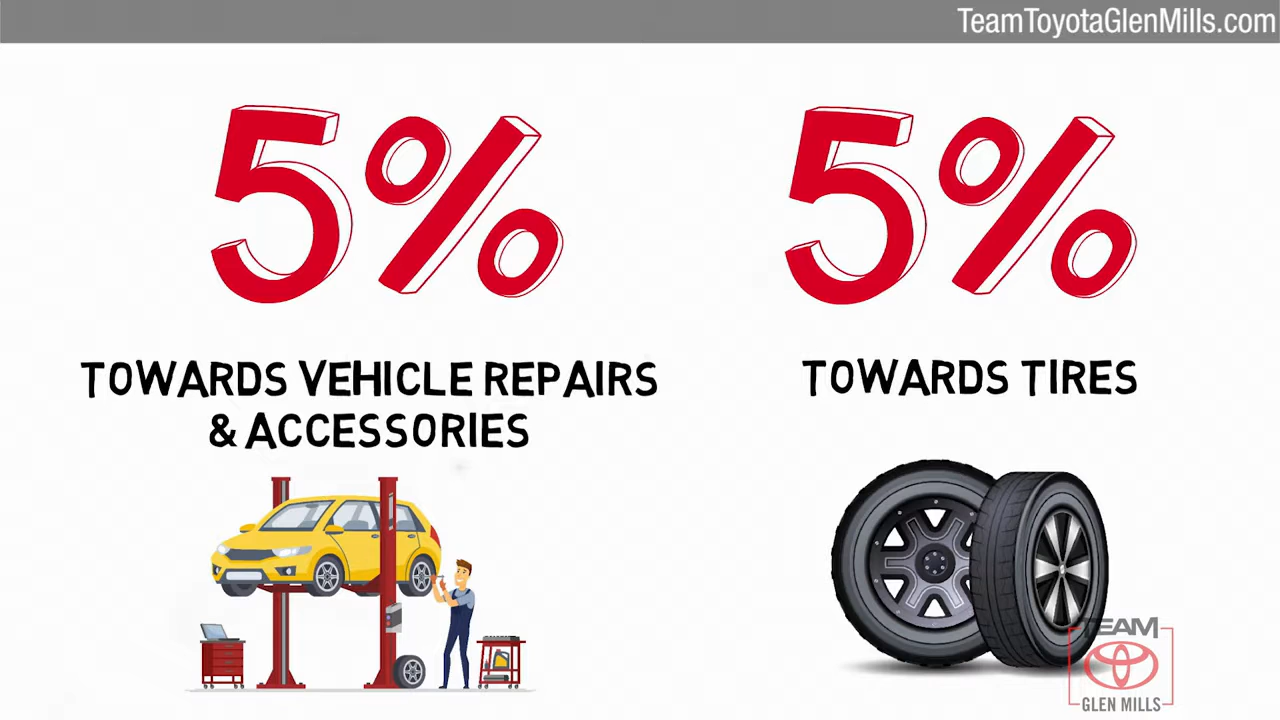 TeamToyotaGlenMills.com
5%
TOWARDS VEHICLE REPAIRS
& ACCESSORIES
5%
TOWARDS TIRES
TEAM
GLEN MILLS